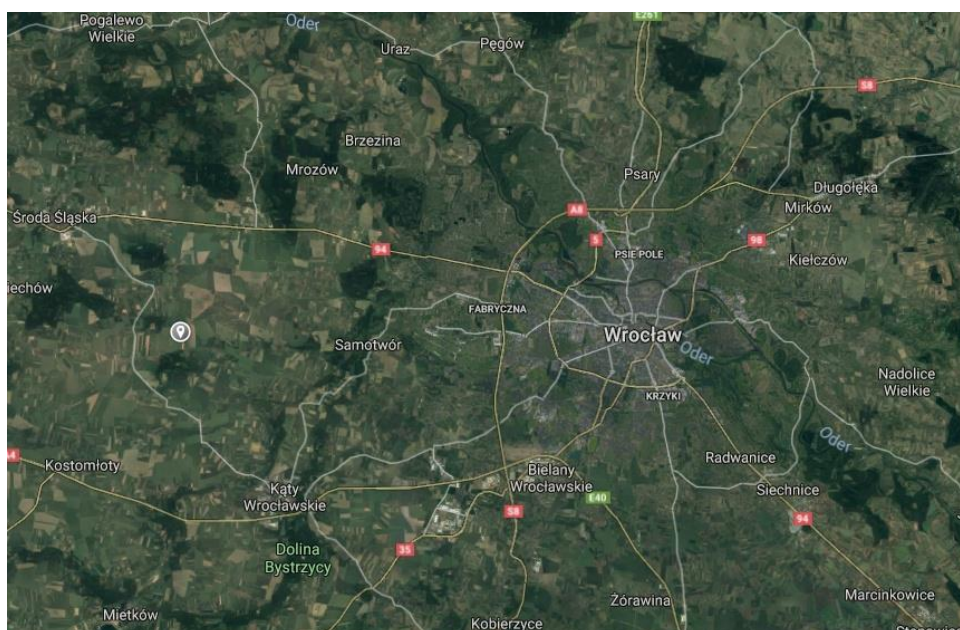 Pogalewo
Wielkie
Oder
Uraz
Pęgów
E261
S8
Brzezina
Mrozów
Psary
Długołęka
Mirków
Środa Śląska
A8
94
5
98
PSIE POLE
Kiełczów
iechów
FABRYCZNA
Samotwór
Wrocław
Oder
Nadolice
Wielkie
KRZYKI
Oder
Kostomłoty
Radwanice
Kąty
Wrocławskie
Bielany
Wrocławskie
Siechnice
E40
S8
94
35
Dolina
Bystrzycy
Mietków
Żórawina
Marcinkowice
Kobierzyce